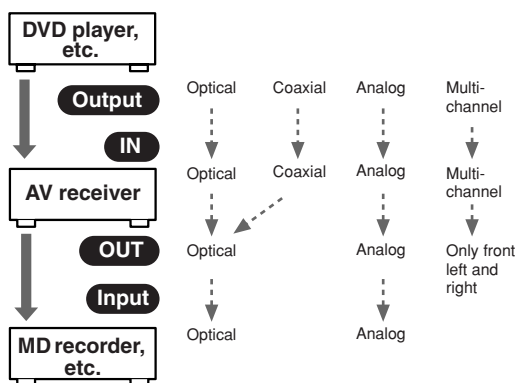 DVD player,
etc.
Output
Optical
Coaxial
Analog
Multi-
channel
IN
AV receiver
Optical
Coaxial
Analog
Multi-
channel
OUT
Optical
Analog
Only front
left and
right
Input
MD recorder,
etc.
Optical
Analog